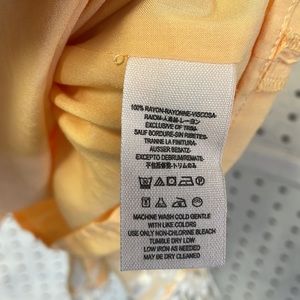 100% RAYON-RAYONNE-VISCOSA-
EXCLUSIVE OF TRIM-
SAUF BORDURE-SIN RIBETES-
TRANNE LA FINITURA-
AUSSER BESATZ-
EXCEPTO DEBRUM/REMATE-
MACHINE WASH COLD GENTLE
WITH LIKE COLORS
USE ONLY NON-CHLORINE BLEACH
TUMBLE DRY LOW
LOW IRON AS NEEDED
MAY BE DRY CLEANED